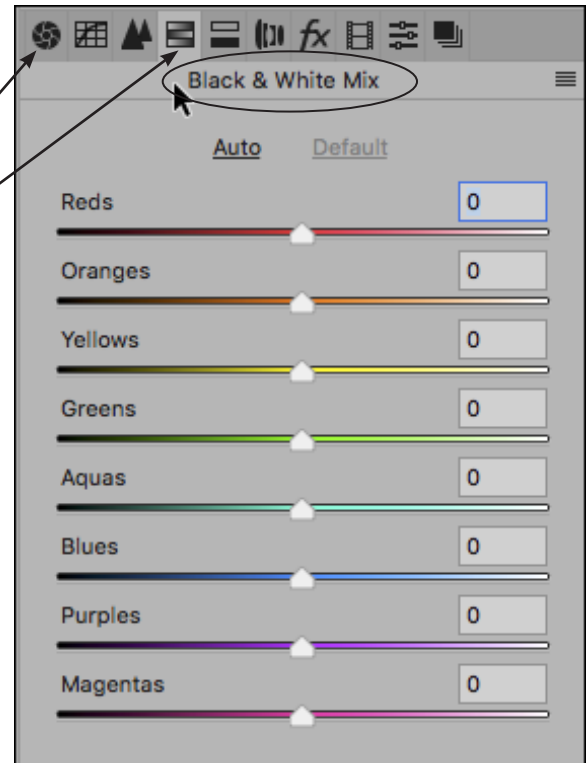 fx
Black & White Mix
Auto Default
Reds 0
Oranges 0
Yellows 0
Greens 0
Aquas 0
Blues 0
Purples 0
Magentas 0